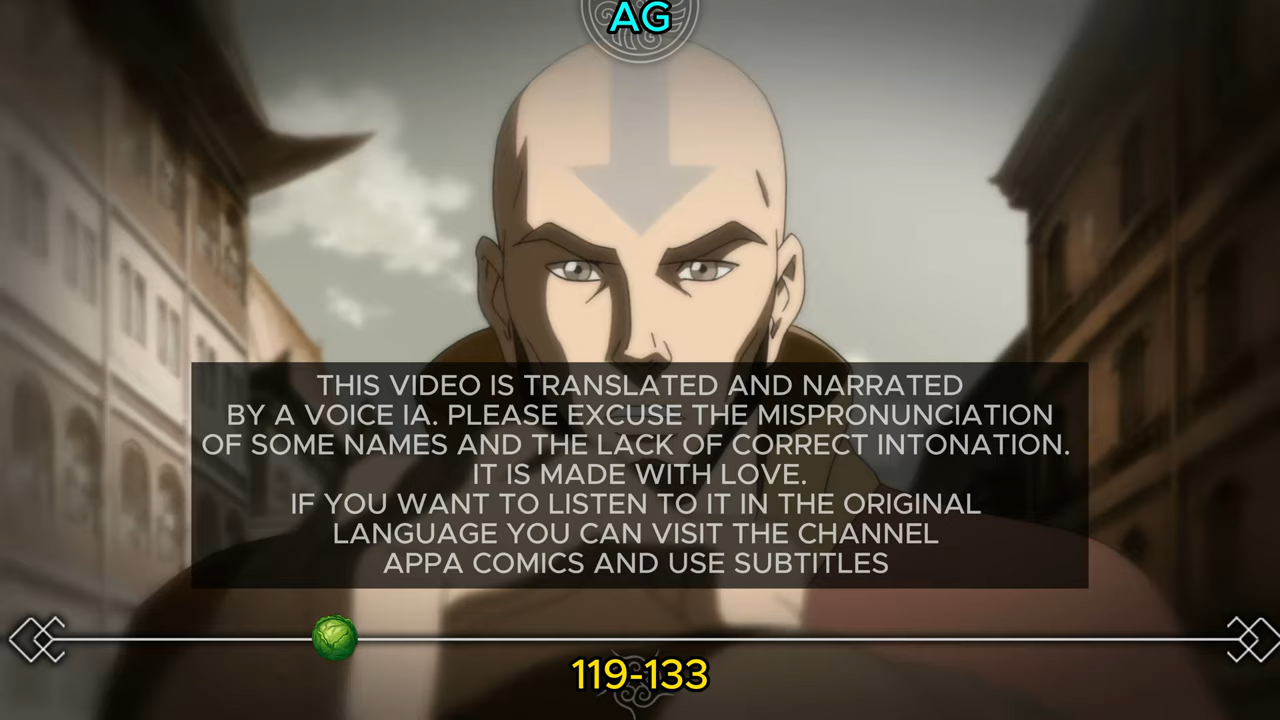 AG
THIS VIDEO IS TRANSLATED AND NARRATED
BY A VOICE IA. PLEASE EXCUSE THE MISPRONUNCIATION
OF SOME NAMES AND THE LACK OF CORRECT INTONATION.
IT IS MADE WITH LOVE.
IF YOU WANT TO LISTEN TO IT IN THE ORIGINAL
LANGUAGE YOU CAN VISIT THE CHANNEL
APPA COMICS AND USE SUBTITLES
119-133